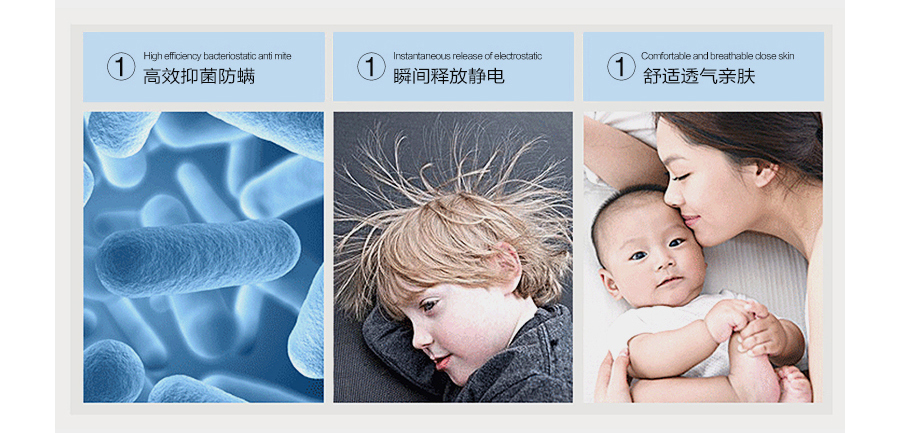 1
High efficiency bacteriostatic anti mite
高效抑菌防螨
1
Instantaneous release of electrostatic
瞬间释放静电
1
Comfortable and breathable close skin
舒适透气亲肤